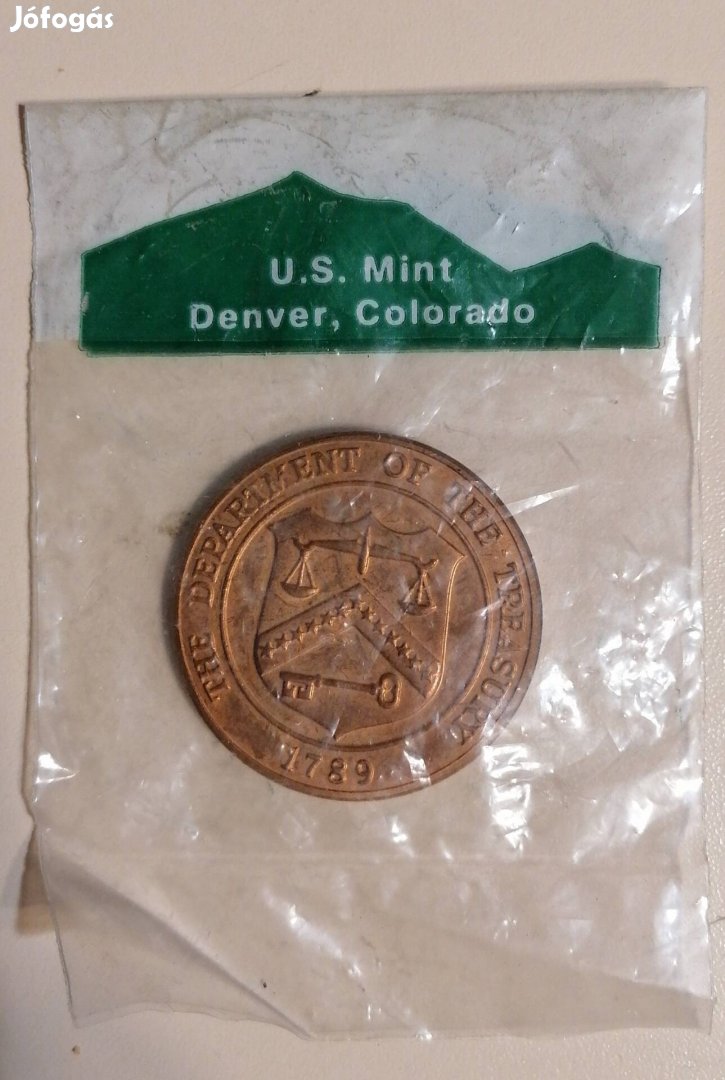 Jófogás
U.S. Mint
Denver, Colorado
THE DEPARTMENT OF THE TREASURY
1789